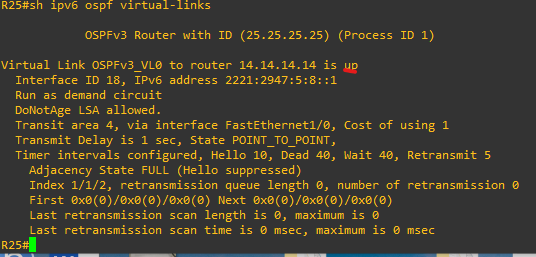 R25#sh ipv6 ospf virtual-links
OSPFv3 Router with ID (25.25.25.25) (Process ID 1)
Virtual Link OSPFv3_VL0 to router 14.14.14.14 is up
Interface ID 18, IPv6 address 2221:2947:5:8::1
Run as demand circuit
DoNotAge LSA allowed.
Transit area 4, via interface FastEthernet1/0, Cost of using 1
Transmit Delay is 1 sec, State POINT_TO_POINT,
Timer intervals configured, Hello 10, Dead 40, Wait 40, Retransmit 5
Adjacency State FULL (Hello suppressed)
Index 1/1/2, retransmission queue length 0, number of retransmission 0
First 0x0(0)/0x0(0)/0x0(0) Next 0x0(0)/0x0(0)/0x0(0)
Last retransmission scan length is 0, maximum is 0
Last retransmission scan time is 0 msec, maximum is 0 msec
R25#